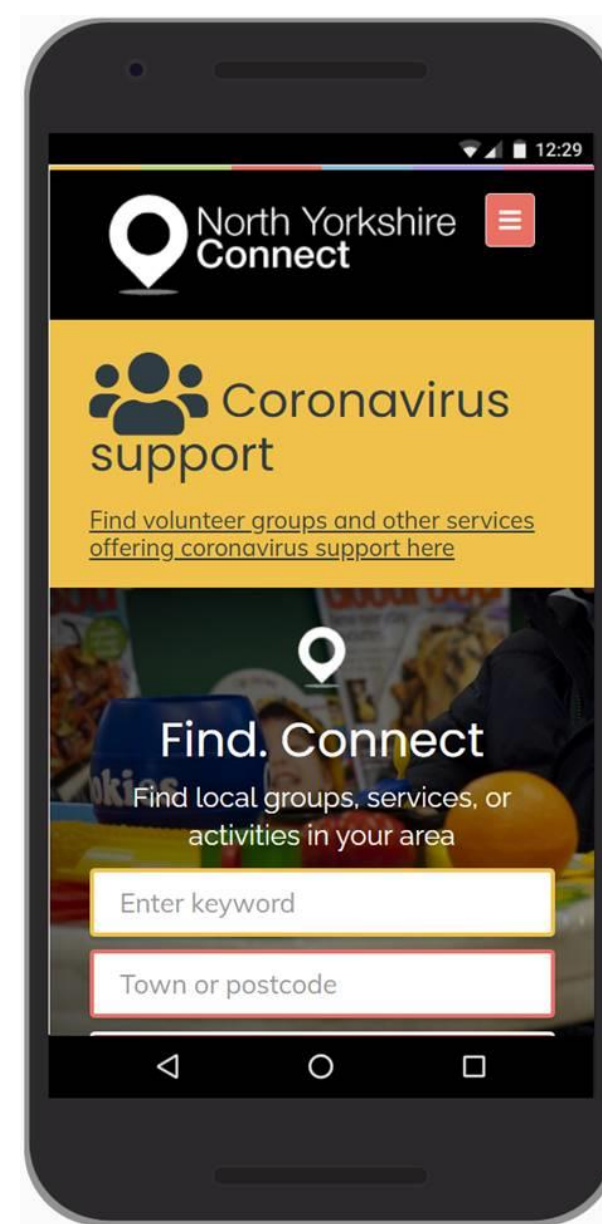 12:29
North Yorkshire
Connect
Coronavirus
support
Find volunteer groups and other services
offering coronavirus support here
Find. Connect
Find local groups, services, or
activities in your area
Enter keyword
Town or postcode